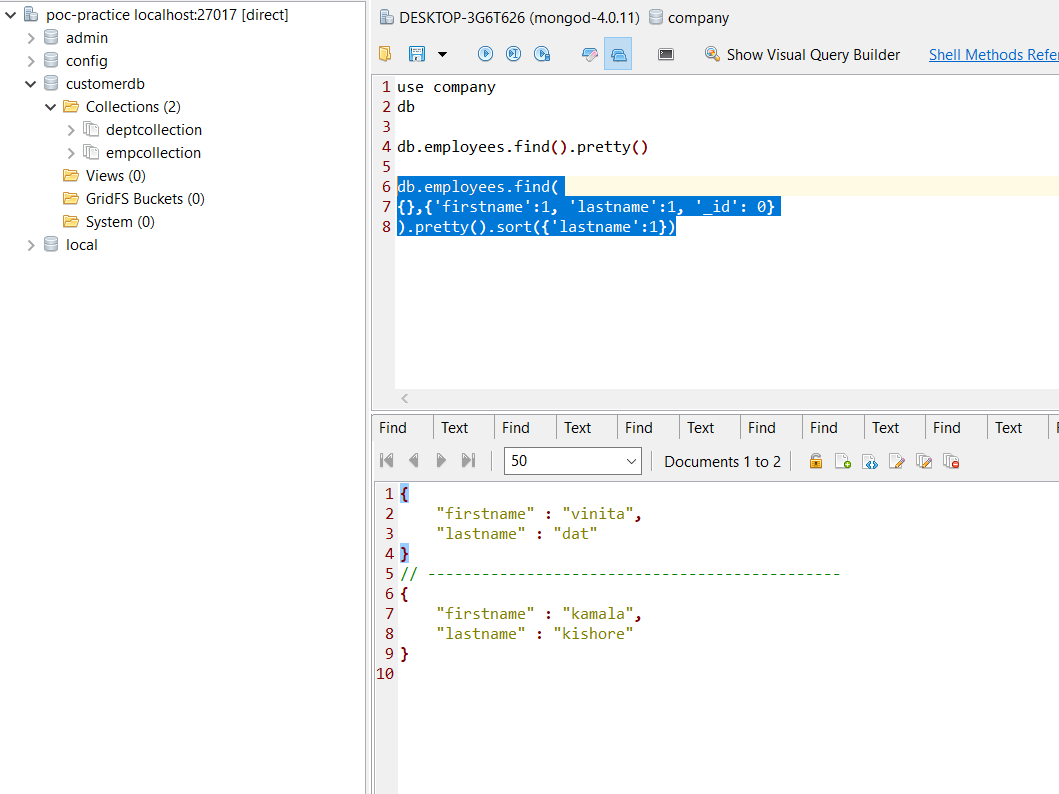 poc-practice localhost:27017 [direct]
admin
config
customerdb
Collections (2)
deptcollection
empcollection
Views (0)
GridFS Buckets (0)
System (0)
local
DESKTOP-3G6T626 (mongod-4.0.11) company
Show Visual Query Builder Shell Methods Refe
1 use company
2 db
3
4 db.employees.find().pretty()
5
6 db.employees.find(
7 {},{'firstname':1, 'lastname':1, '_id': 0}
8 ).pretty().sort({'lastname':1})
Find Text Find Text Find Text Find Find Text Find Text
50 Documents 1 to 2
1 {
2 "firstname" : "vinita",
3 "lastname" : "dat"
4 }
5 // ----------------------------------------------
6 {
7 "firstname" : "kamala",
8 "lastname" : "kishore"
9 }
10